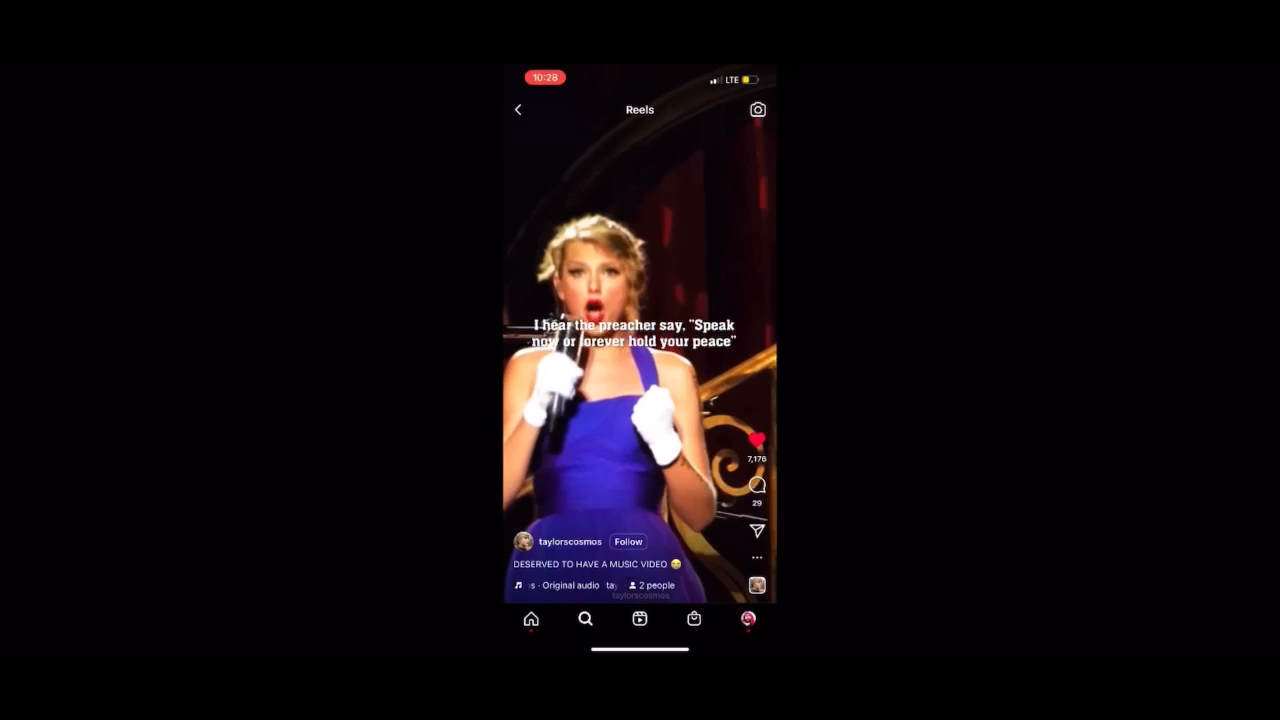 10:28
LTE
Reels
I hear the preacher say, "Speak
now or forever hold your peace"
7,176
29
taylorscosmos Follow
DESERVED TO HAVE A MUSIC VIDEO 😭
s · Original audio tay 2 people
taylorscosmos